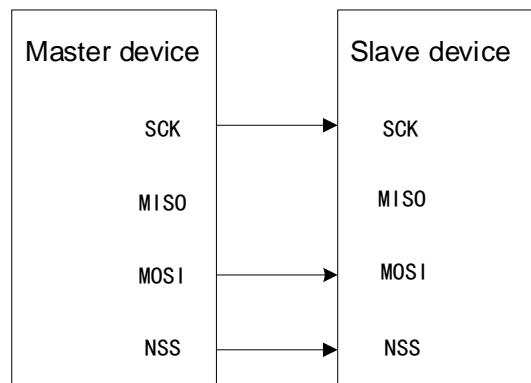 Master device
Slave device
SCK
SCK
MISO
MISO
MOSI
MOSI
NSS
NSS